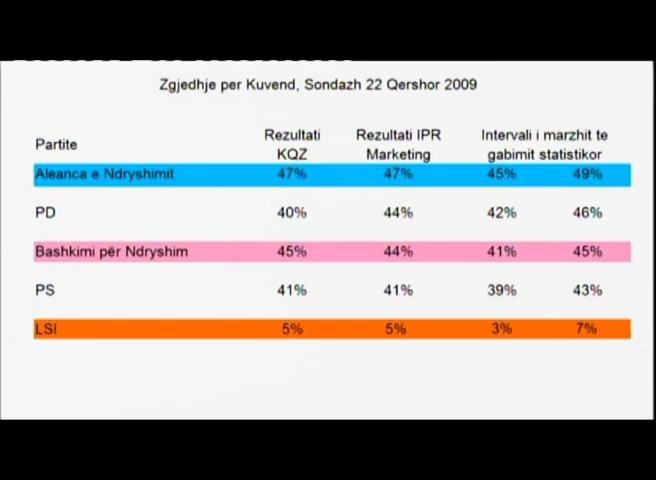 Zgjedhje per Kuvend, Sondazh 22 Qershor 2009
Partite Rezultati KQZ Rezultati IPR Marketing Intervali i marzhit te gabimit statistikor
Aleanca e Ndryshimit 47% 47% 45% 49%
PD 40% 44% 42% 46%
Bashkimi për Ndryshim 45% 44% 41% 45%
PS 41% 41% 39% 43%
LSI 5% 5% 3% 7%